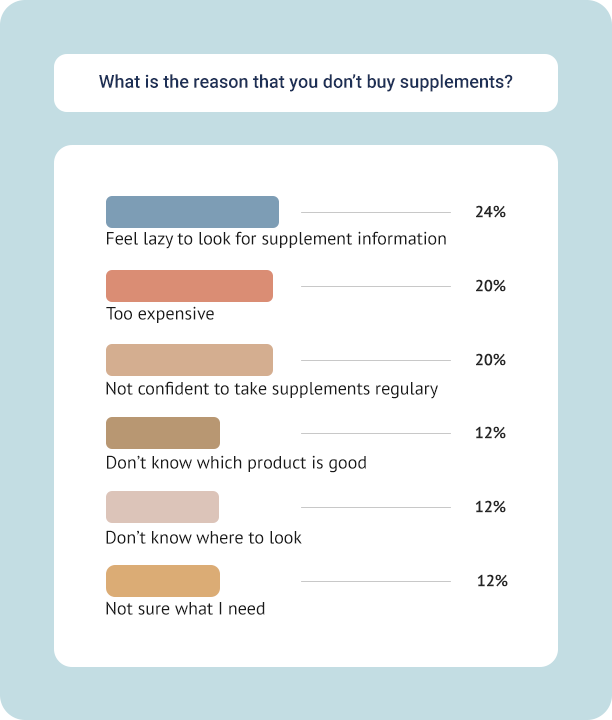 What is the reason that you don’t buy supplements?
24%
Feel lazy to look for supplement information
20%
Too expensive
20%
Not confident to take supplements regulary
12%
Don’t know which product is good
12%
Don’t know where to look
12%
Not sure what I need